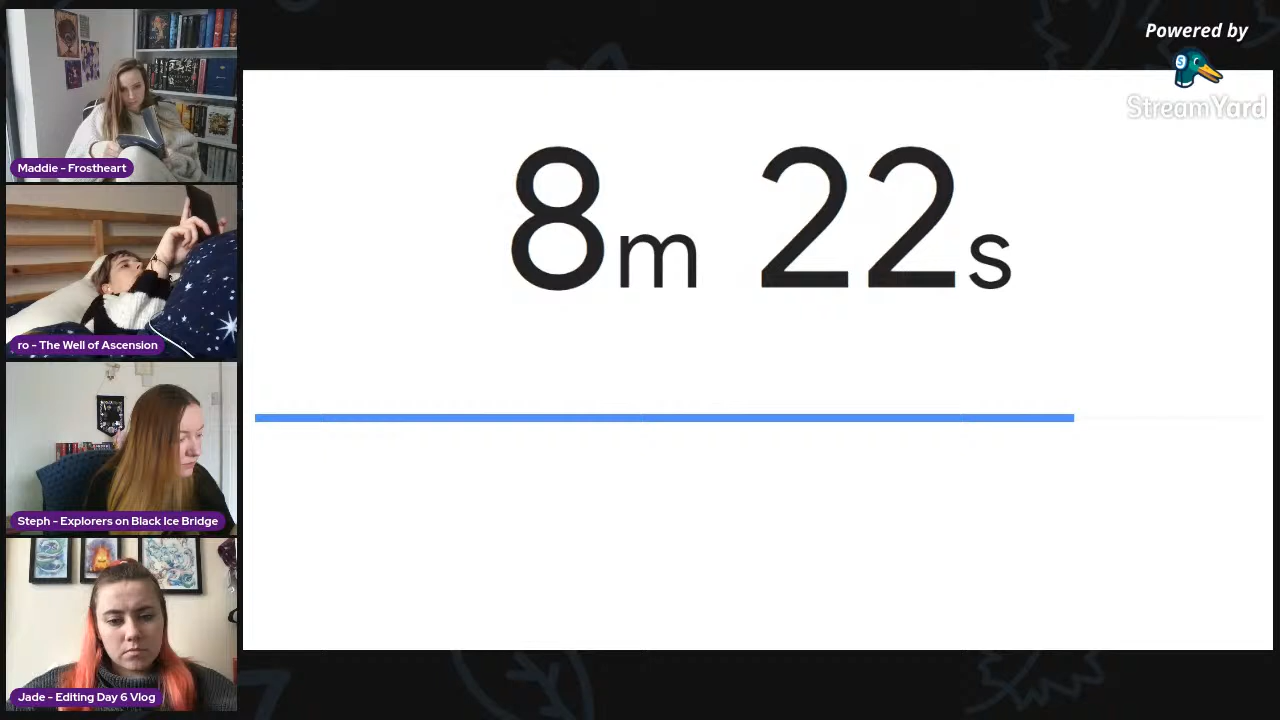 Powered by
StreamYard
8m 22s
Maddie - Frostheart
ro - The Well of Ascension
Steph - Explorers on Black Ice Bridge
Jade - Editing Day 6 Vlog